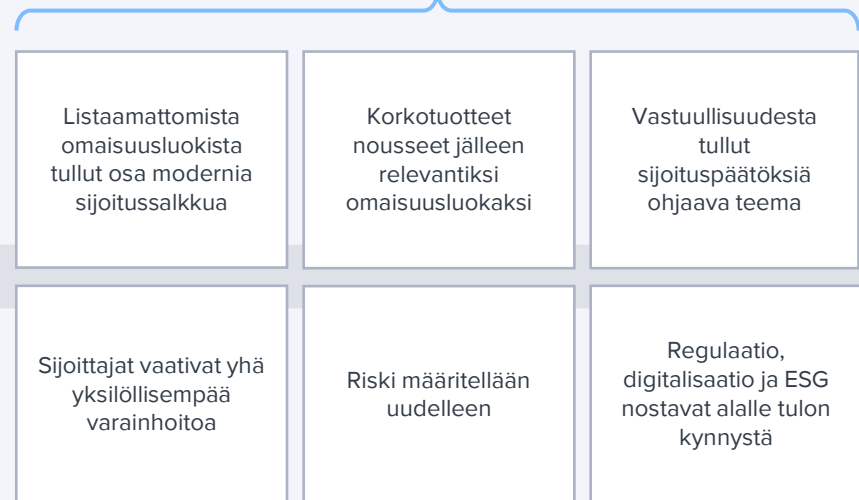 Listaamattomista
omaisuusluokista
tullut osa modernia
sijoitussalkkua
Korkotuotteet
nousseet jälleen
relevantiksi
omaisuusluokaksi
Vastuullisuudesta
tullut
sijoituspäätöksiä
ohjaava teema
Sijoittajat vaativat yhä
yksilöllisempää
varainhoitoa
Riski määritellään
uudelleen
Regulaatio,
digitalisaatio ja ESG
nostavat alalle tulon
kynnystä